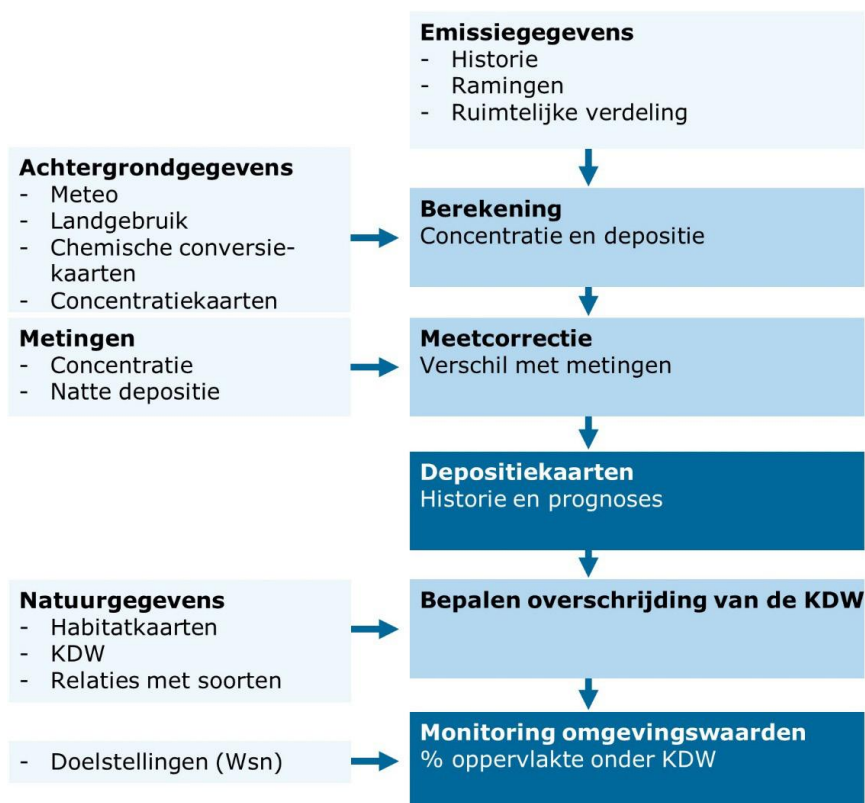 Emissiegegevens
- Historie
- Ramingen
- Ruimtelijke verdeling
Achtergrondgegevens
- Meteo
- Landgebruik
- Chemische conversie-
kaarten
- Concentratiekaarten
Berekening
Concentratie en depositie
Metingen
- Concentratie
- Natte depositie
Meetcorrectie
Verschil met metingen
Depositiekaarten
Historie en prognoses
Natuurgegevens
- Habitatkaarten
- KDW
- Relaties met soorten
Bepalen overschrijding van de KDW
- Doelstellingen (Wsn)
Monitoring omgevingswaarden
% oppervlakte onder KDW